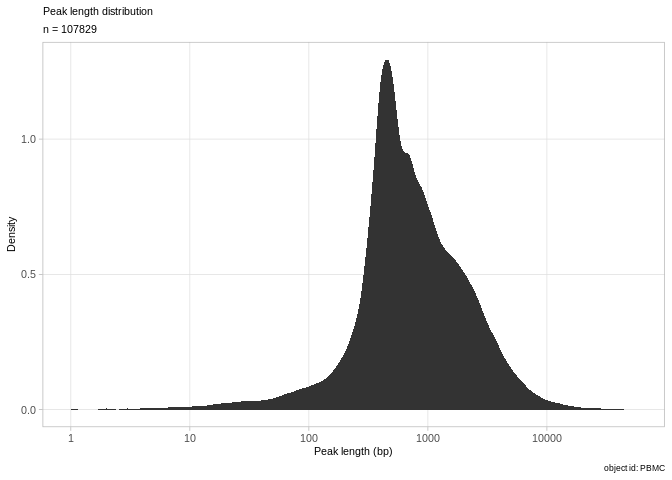 Peak length distribution
n = 107829
Density
1.0
0.5
0.0
1
10
100
1000
10000
Peak length (bp)
object id: PBMC